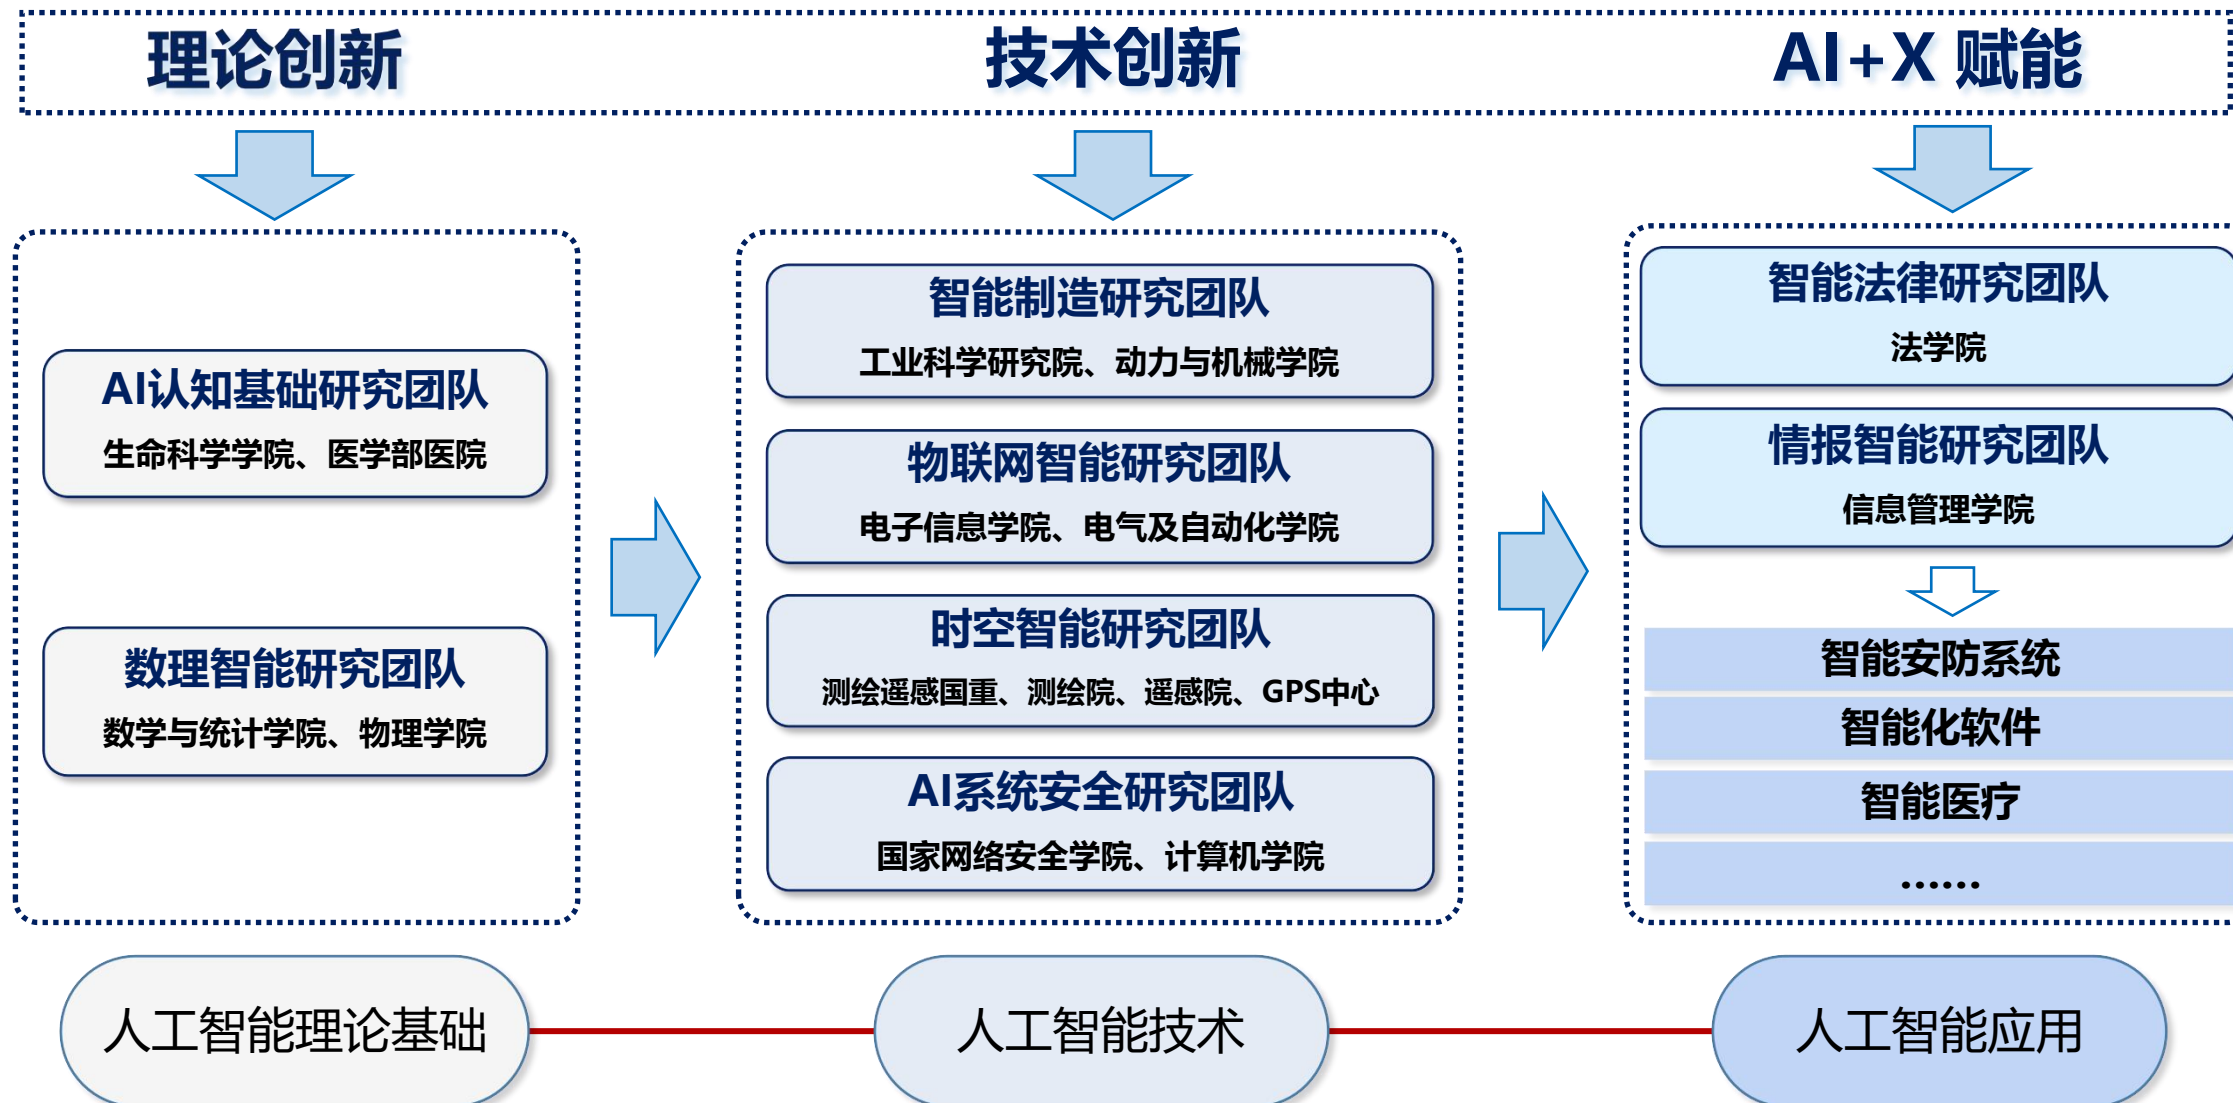 理论创新
技术创新
AI+X 赋能
AI认知基础研究团队
生命科学学院、医学部医院
数理智能研究团队
数学与统计学院、物理学院
智能制造研究团队
工业科学研究院、动力与机械学院
物联网智能研究团队
电子信息学院、电气及自动化学院
时空智能研究团队
测绘遥感国重、测绘院、遥感院、GPS中心
AI系统安全研究团队
国家网络安全学院、计算机学院
智能法律研究团队
法学院
情报智能研究团队
信息管理学院
智能安防系统
智能化软件
智能医疗
......
人工智能理论基础
人工智能技术
人工智能应用